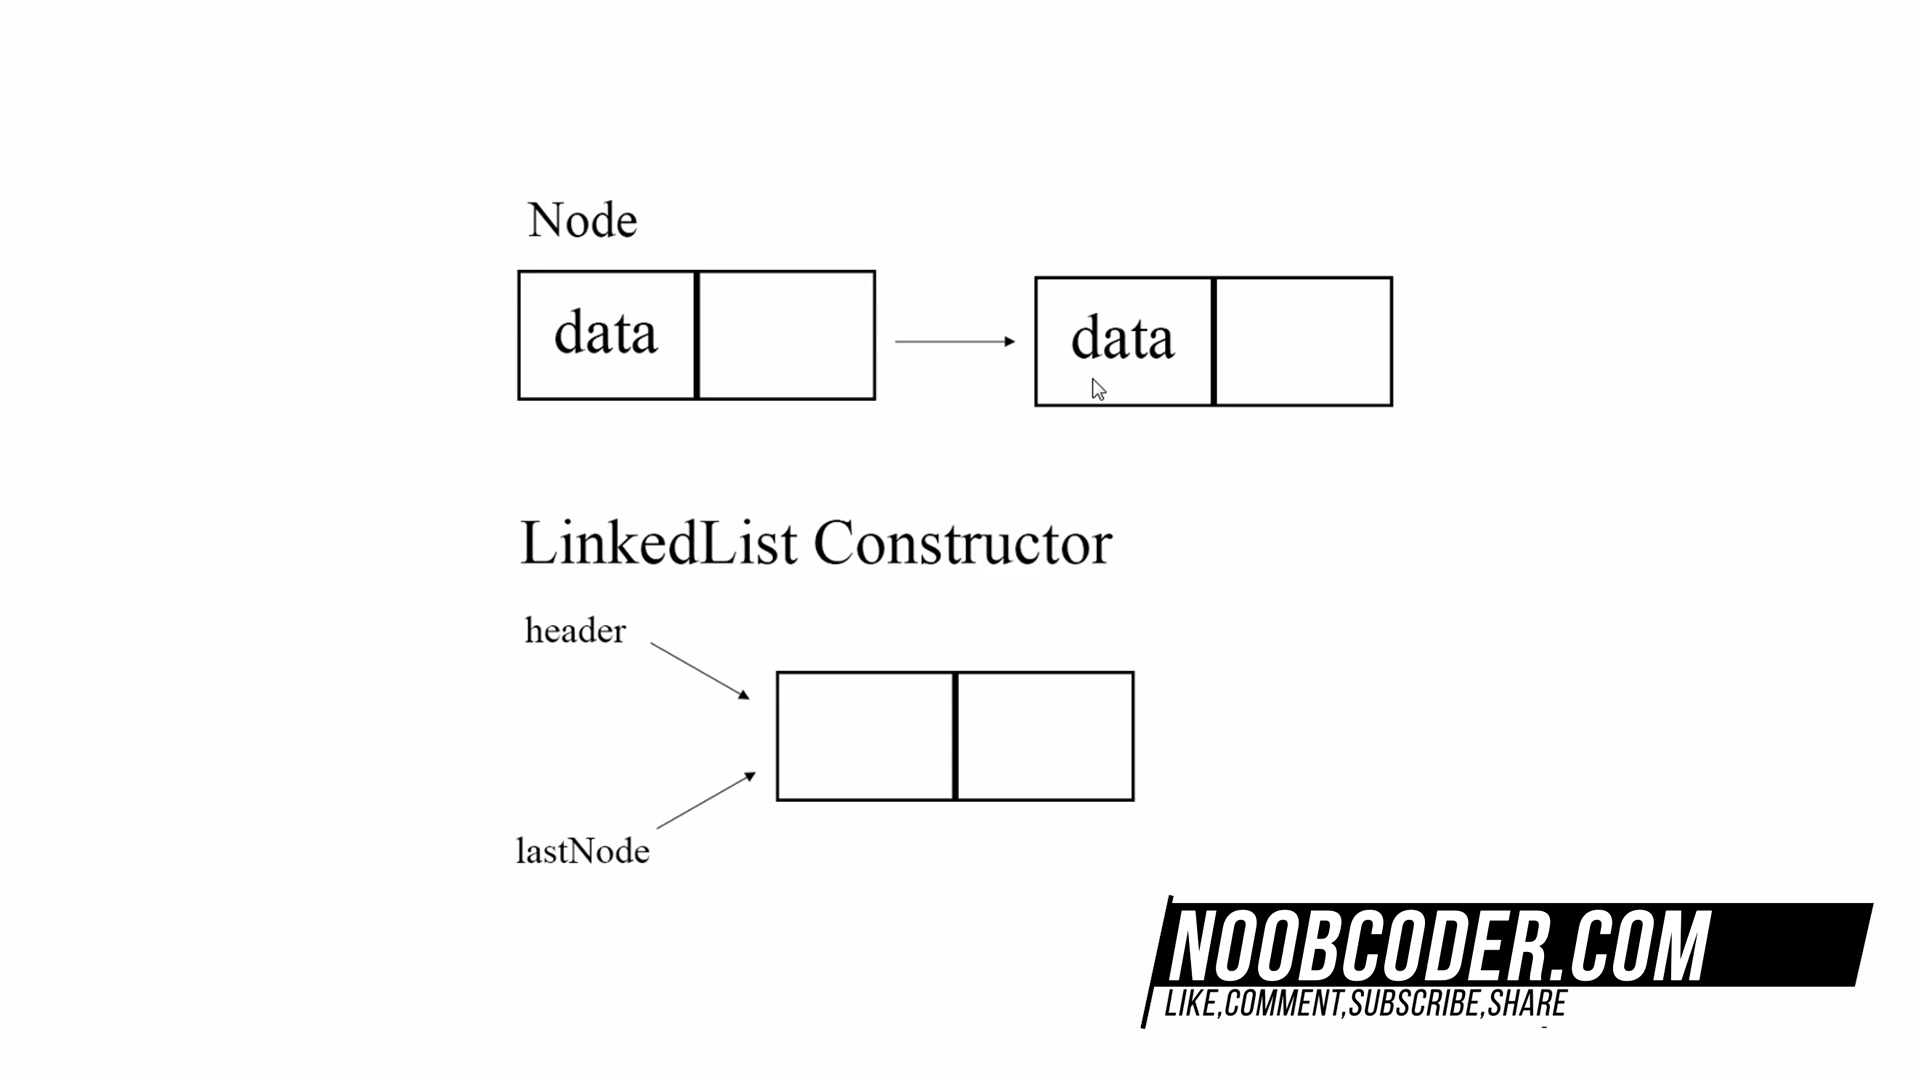 Node
data
data
LinkedList Constructor
header
lastNode
NOOBCODER.COM
LIKE,COMMENT,SUBSCRIBE,SHARE